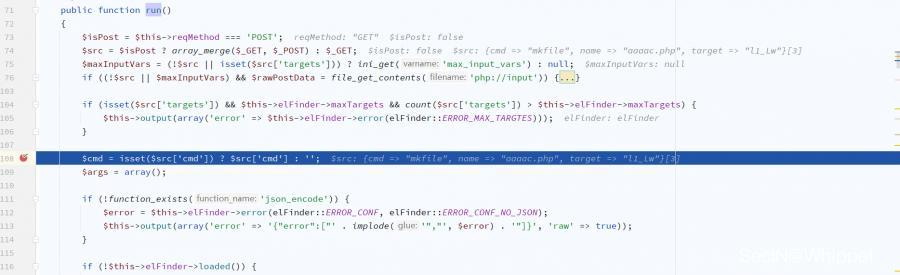 71 public function run()
72 {
73 $isPost = $this->reqMethod === 'POST'; reqMethod: "GET" $isPost: false
74 $src = $isPost ? array_merge($_GET, $_POST) : $_GET; $isPost: false $src: {cmd => "mkfile", name => "aaaac.php", target => "l1_Lw"}[3]
75 $maxInputVars = (!$src || isset($src['targets'])) ? ini_get( varname: 'max_input_vars') : null; $maxInputVars: null
76 if ((!$src || $maxInputVars) && $rawPostData = file_get_contents( filename: 'php://input')) {...}
103
104 if (isset($src['targets']) && $this->elFinder->maxTargets && count($src['targets']) > $this->elFinder->maxTargets) {
105 $this->output(array('error' => $this->elFinder->error(elFinder::ERROR_MAX_TARGTES))); elFinder: elFinder
106 }
107
108 $cmd = isset($src['cmd']) ? $src['cmd'] : ''; $src: {cmd => "mkfile", name => "aaaac.php", target => "l1_Lw"}[3]
109 $args = array();
110
111 if (!function_exists( function_name: 'json_encode')) {
112 $error = $this->elFinder->error(elFinder::ERROR_CONF, elFinder::ERROR_CONF_NO_JSON);
113 $this->output(array('error' => '{"error":["' . implode( glue: '","', $error) . '"]}', 'raw' => true));
114 }
115
116 if (!$this->elFinder->loaded()) {
SecIN@Whippet